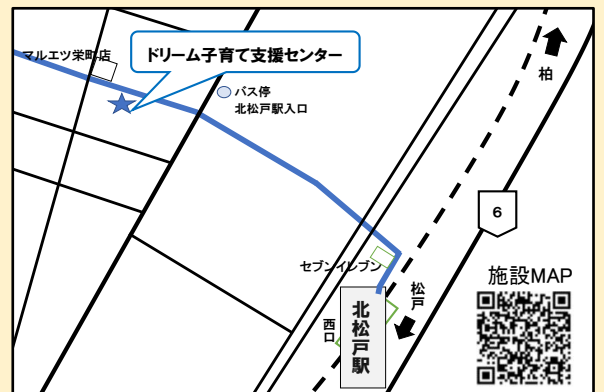 マルエツ栄町店
ドリーム子育て支援センター
バス停
北松戸駅入口
柏
6
セブンイレブン
松戸
施設MAP
西口
北松戸駅